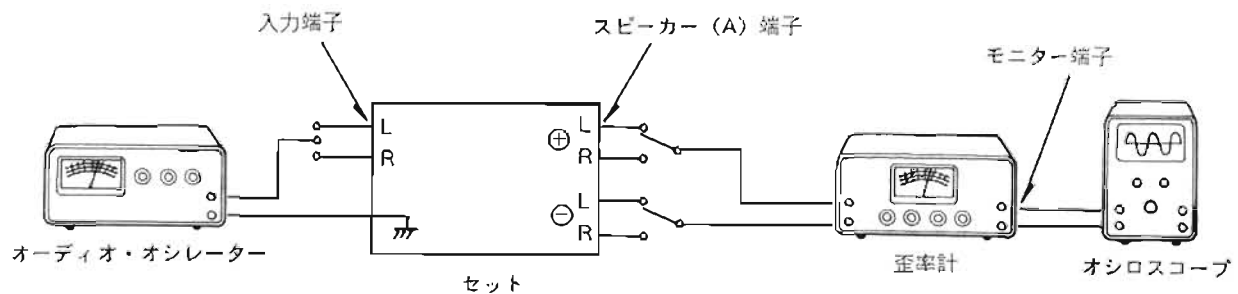 入力端子
スピーカー（A）端子
モニター端子
L
R
⊕
L
R
⊖
L
R
オーディオ・オシレーター
セット
歪率計
オシロスコープ